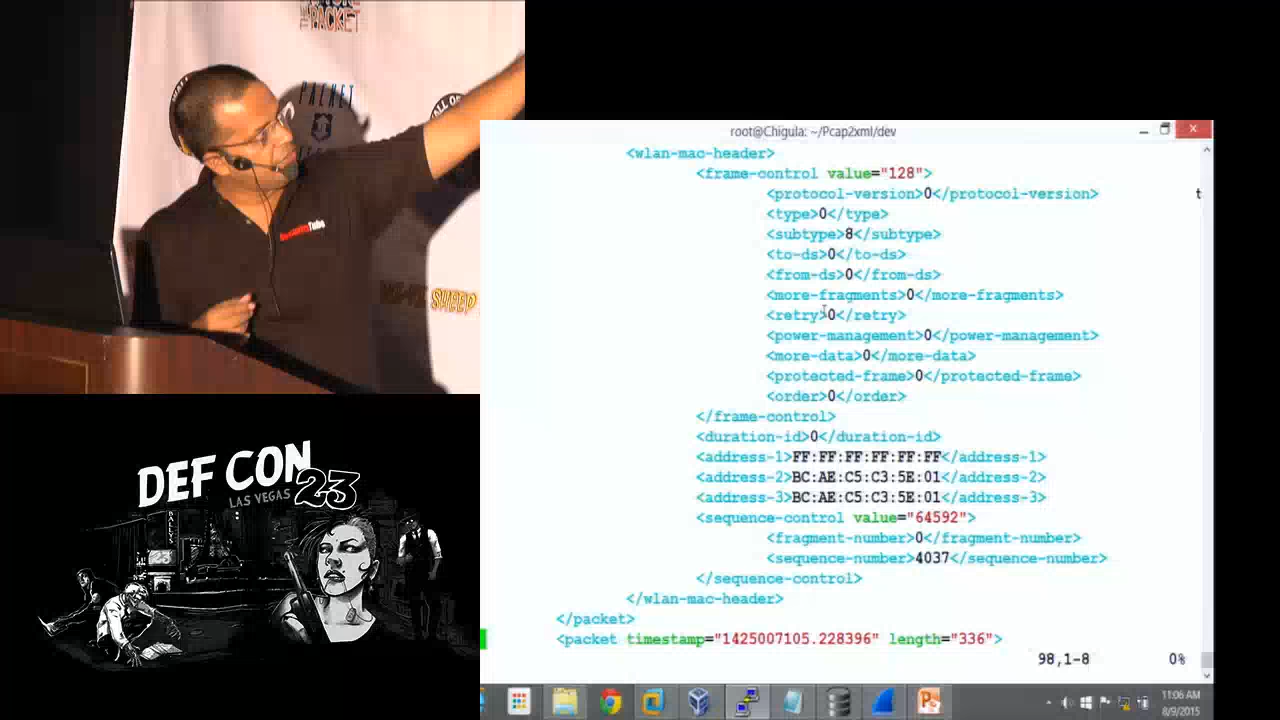 PACKET
PACKET
ALL OF
SHEEP
DEF CON
23
LAS VEGAS
BALLYS
root@Chigula: ~/Pcap2xml/dev
<wlan-mac-header>
<frame-control value="128">
<protocol-version>0</protocol-version>
t
<type>0</type>
<subtype>8</subtype>
<to-ds>0</to-ds>
<from-ds>0</from-ds>
<more-fragments>0</more-fragments>
<retry>0</retry>
<power-management>0</power-management>
<more-data>0</more-data>
<protected-frame>0</protected-frame>
<order>0</order>
</frame-control>
<duration-id>0</duration-id>
<address-1>FF:FF:FF:FF:FF:FF</address-1>
<address-2>BC:AE:C5:C3:5E:01</address-2>
<address-3>BC:AE:C5:C3:5E:01</address-3>
<sequence-control value="64592">
<fragment-number>0</fragment-number>
<sequence-number>4037</sequence-number>
</sequence-control>
</wlan-mac-header>
</packet>
<packet timestamp="1425007105.228396" length="336">
98,1-8 0%
11:06 AM
8/9/2015